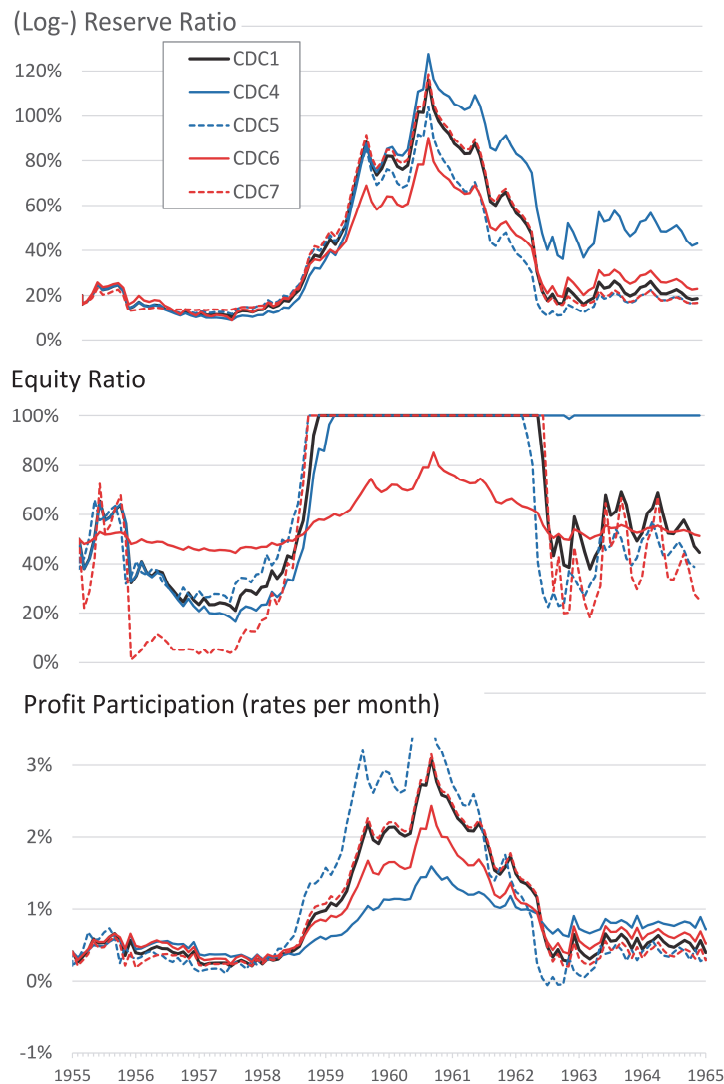 (Log-) Reserve Ratio
CDC1
CDC4
CDC5
CDC6
CDC7
120%
100%
80%
60%
40%
20%
0%
Equity Ratio
100%
80%
60%
40%
20%
0%
Profit Participation (rates per month)
3%
2%
1%
0%
-1%
1955 1956 1957 1958 1959 1960 1961 1962 1963 1964 1965